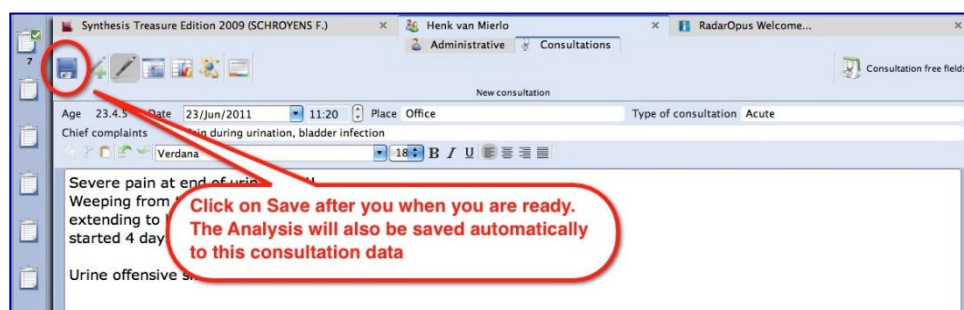 Synthesis Treasure Edition 2009 (SCHROYENS F.)
Henk van Mierlo
RadarOpus Welcome...
Administrative
Consultations
7
Consultation free fields
New consultation
Age 23.4.5 Date 23/Jun/2011 11:20 Place Office Type of consultation Acute
Chief complaints during urination, bladder infection
Verdana 18 B I U
Severe pain at end of
Weeping from
extending to
started 4 day
Urine offensive
Click on Save after you when you are ready.
The Analysis will also be saved automatically
to this consultation data